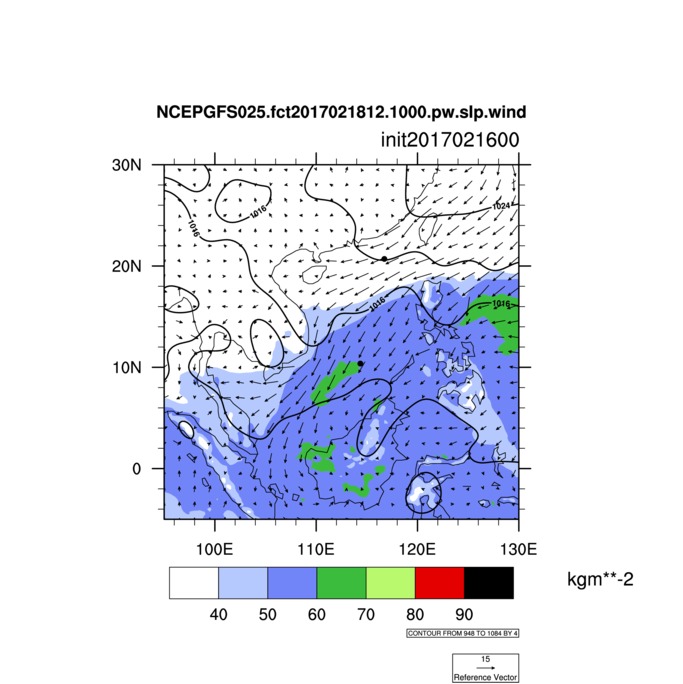 NCEPGFS025.fct2017021812.1000.pw.slp.wind
init2017021600
30N
20N
10N
0
1016
1016
1024
1016
1016
100E
110E
120E
130E
40
50
60
70
80
90
kgm**-2
CONTOUR FROM 948 TO 1084 BY 4
15
Reference Vector